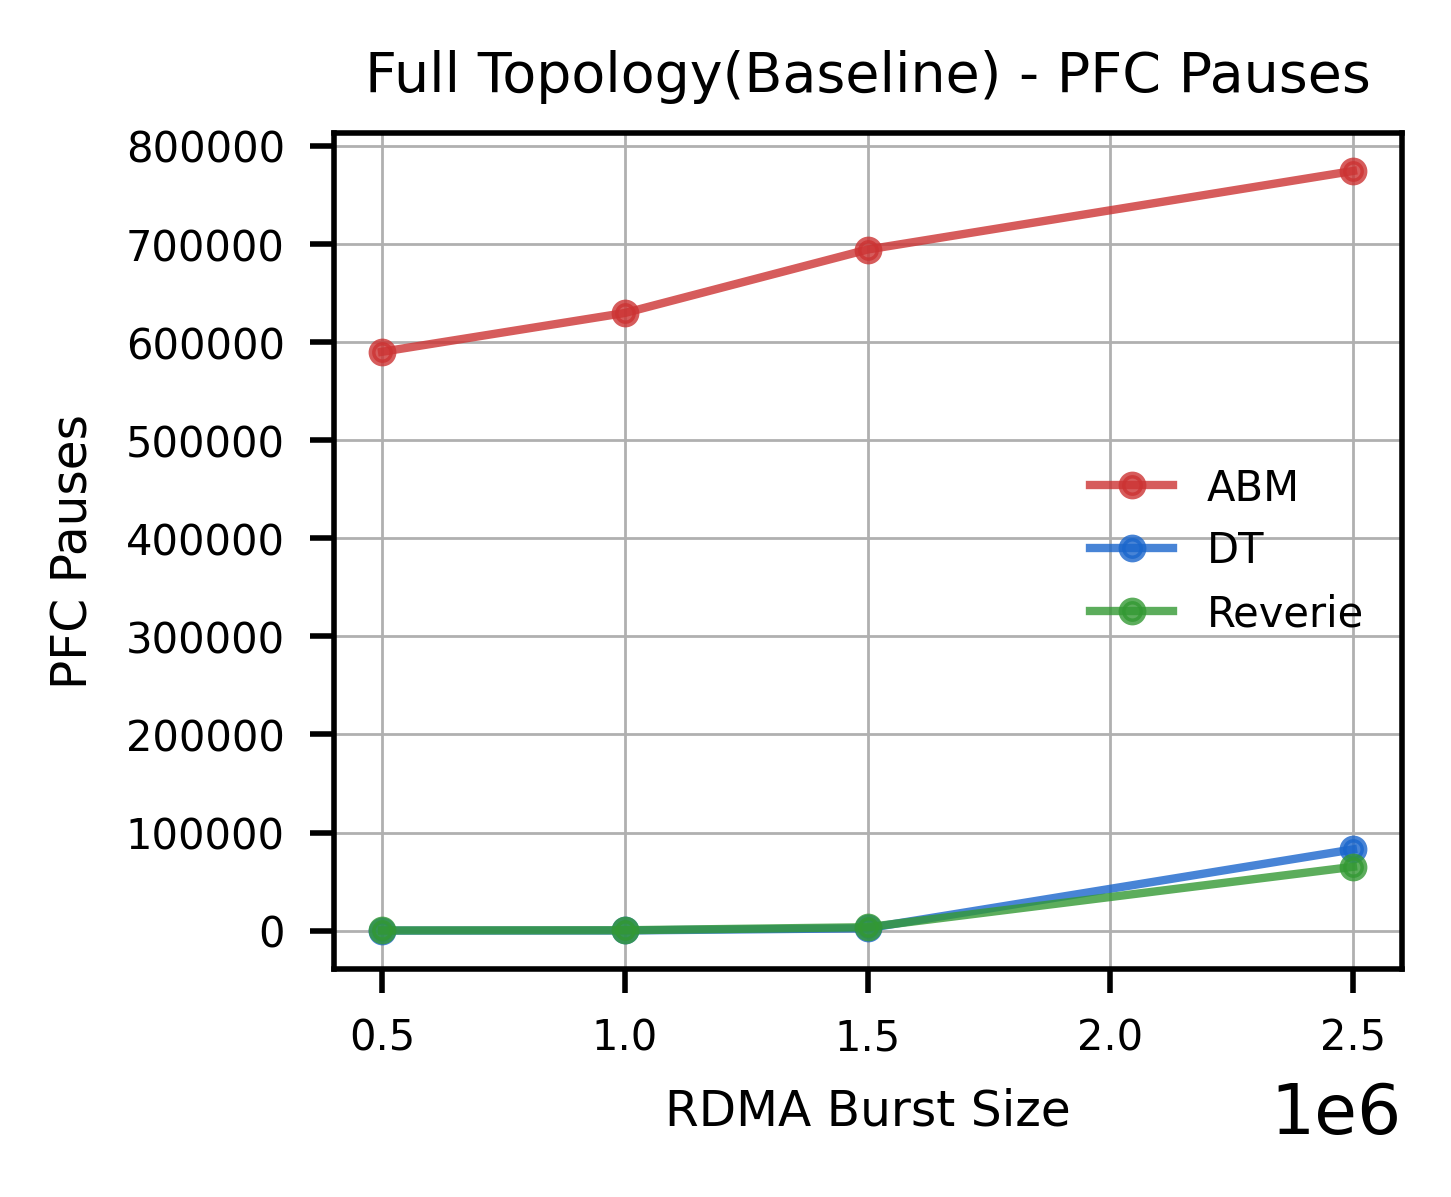 Full Topology(Baseline) - PFC Pauses
800000
700000
600000
500000
400000
300000
200000
100000
0
PFC Pauses
ABM
DT
Reverie
0.5 1.0 1.5 2.0 2.5
RDMA Burst Size
1e6